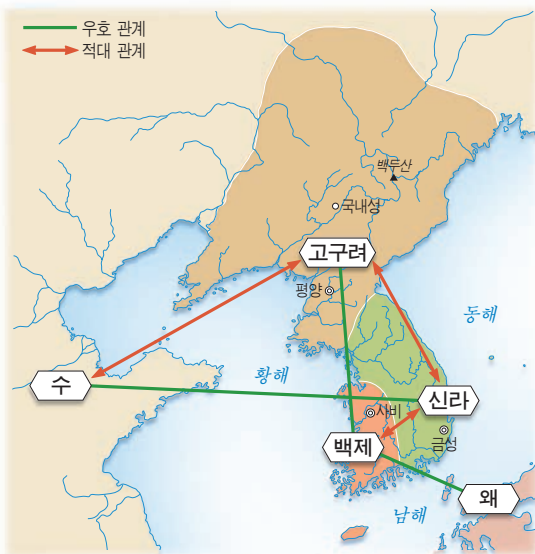 우호 관계
적대 관계
백두산
국내성
고구려
평양
동해
황해
수
신라
사비
금성
백제
왜
남해